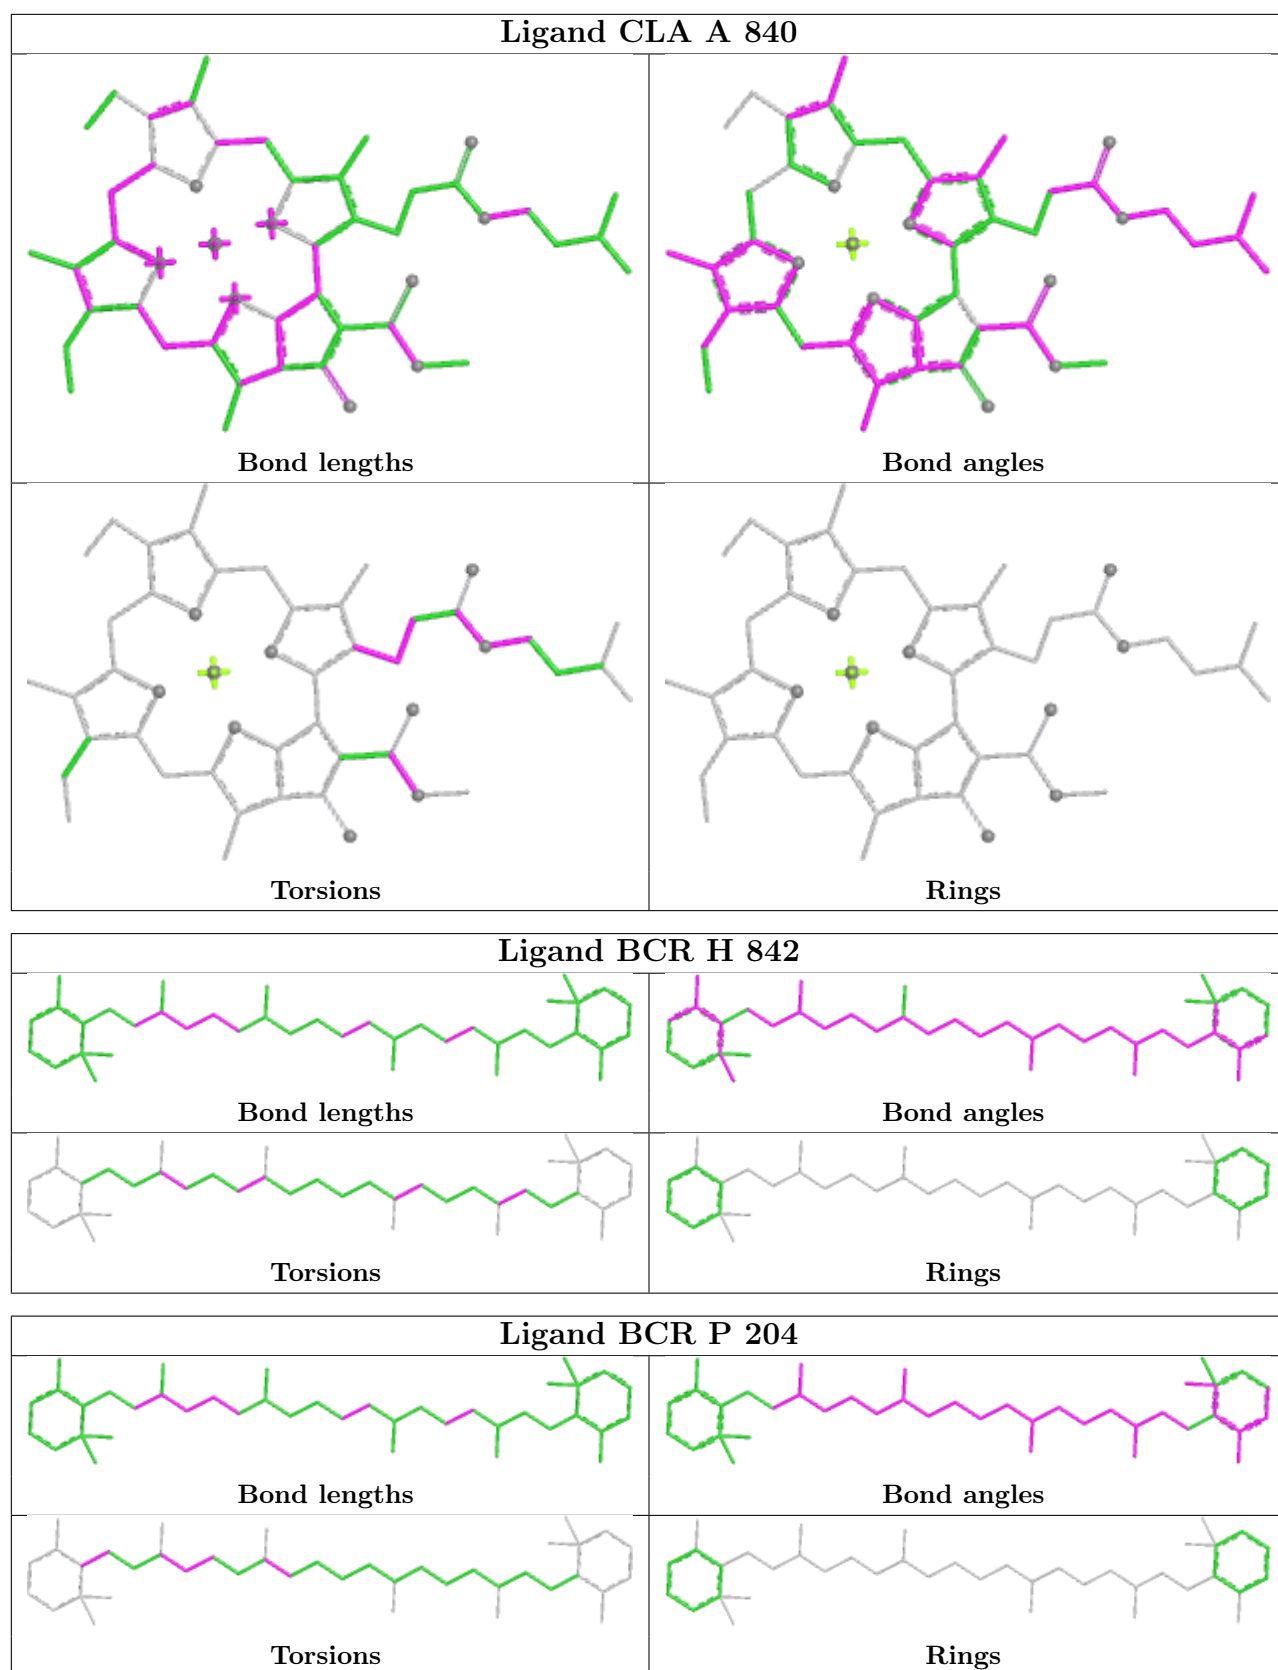 Ligand CLA A 840
Bond lengths
Bond angles
Torsions
Rings
Ligand BCR H 842
Bond lengths
Bond angles
Torsions
Rings
Ligand BCR P 204
Bond lengths
Bond angles
Torsions
Rings